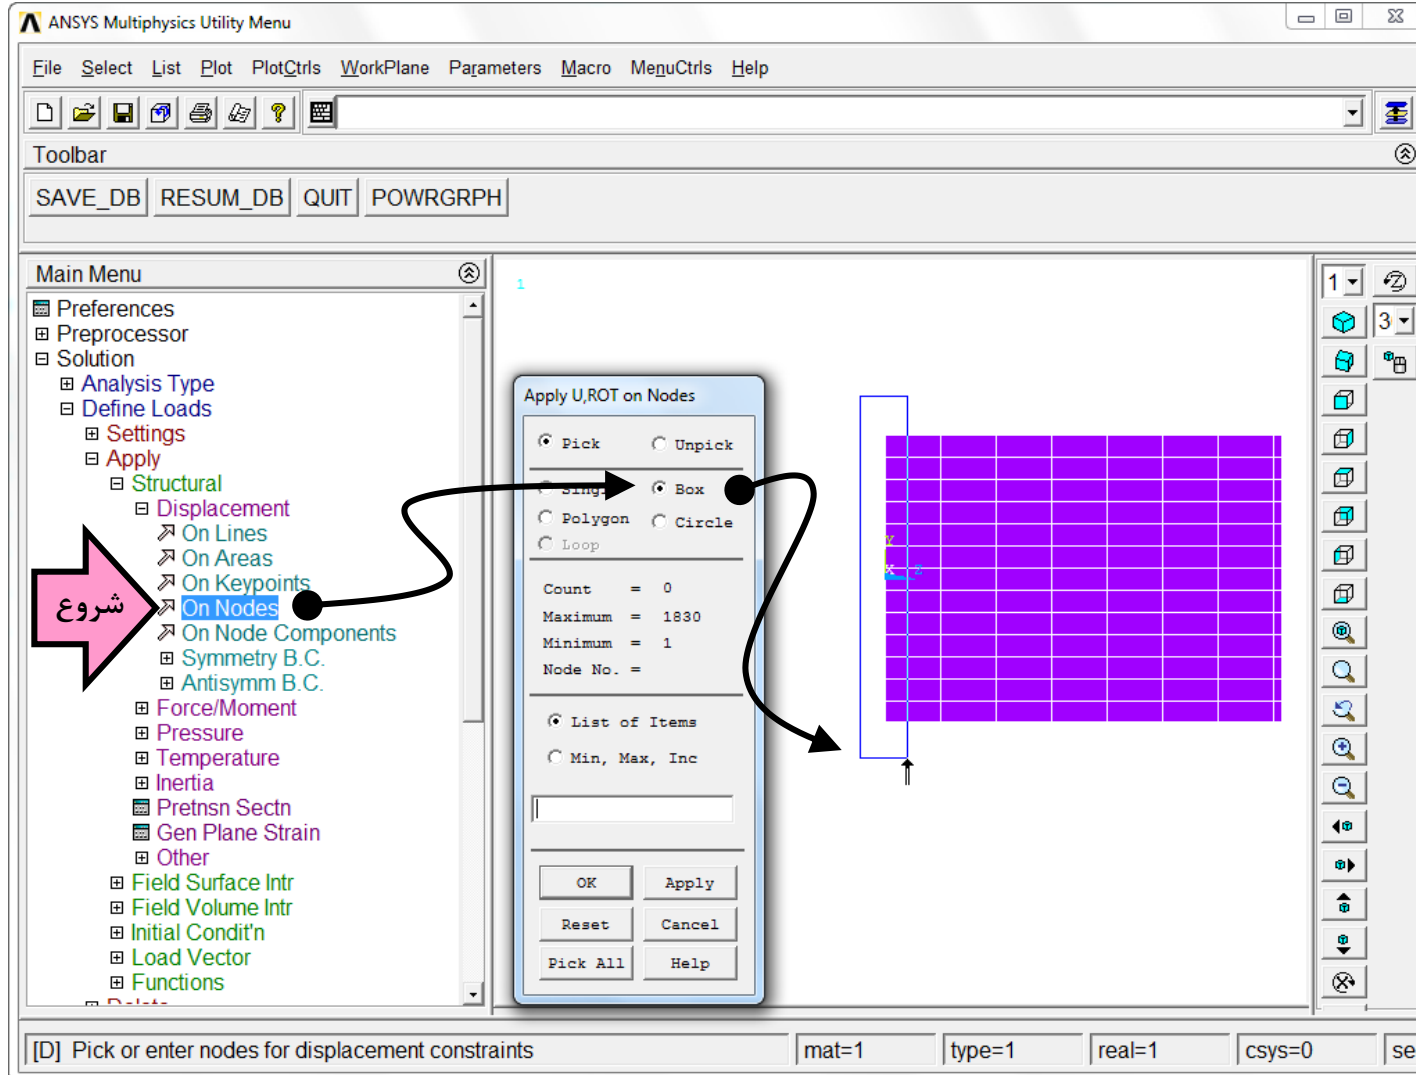 ANSYS Multiphysics Utility Menu
File Select List Plot PlotCtrls WorkPlane Parameters Macro MenuCtrls Help
Toolbar
SAVE_DB RESUM_DB QUIT POWRGRPH
Main Menu
Preferences
Preprocessor
Solution
Analysis Type
Define Loads
Settings
Apply
Structural
Displacement
On Lines
On Areas
On Keypoints
On Nodes
On Node Components
Symmetry B.C.
Antisymm B.C.
Force/Moment
Pressure
Temperature
Inertia
Pretnsn Sectn
Gen Plane Strain
Other
Field Surface Intr
Field Volume Intr
Initial Condit'n
Load Vector
Functions
Delete
شروع
1
Apply U,ROT on Nodes
Pick Unpick
Single Box
Polygon Circle
Loop
Count = 0
Maximum = 1830
Minimum = 1
Node No. =
List of Items
Min, Max, Inc
OK Apply
Reset Cancel
Pick All Help
Y
X Z
1
3
[D] Pick or enter nodes for displacement constraints
mat=1 type=1 real=1 csys=0 se